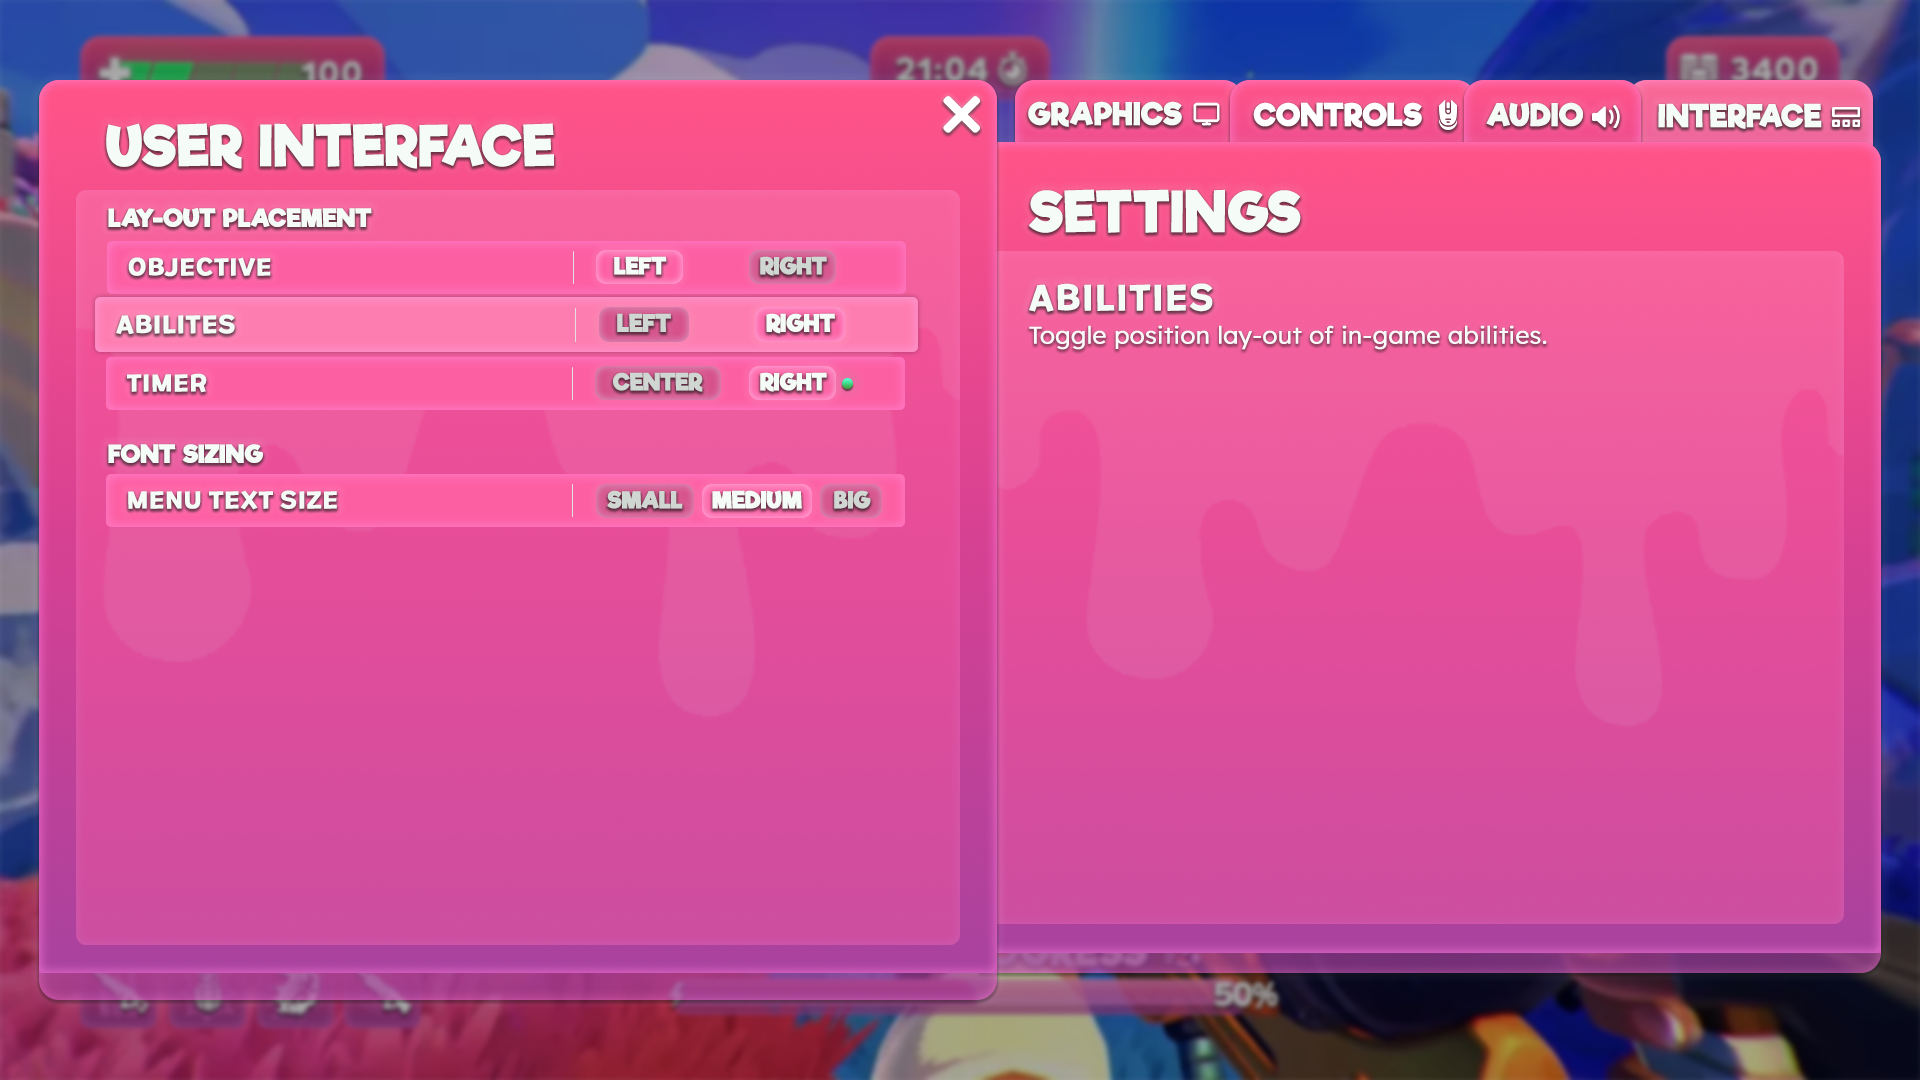 100
21:04
3400
USER INTERFACE
LAY-OUT PLACEMENT
OBJECTIVE LEFT RIGHT
ABILITES LEFT RIGHT
TIMER CENTER RIGHT
FONT SIZING
MENU TEXT SIZE SMALL MEDIUM BIG
GRAPHICS CONTROLS AUDIO INTERFACE
SETTINGS
ABILITIES
Toggle position lay-out of in-game abilities.
50%